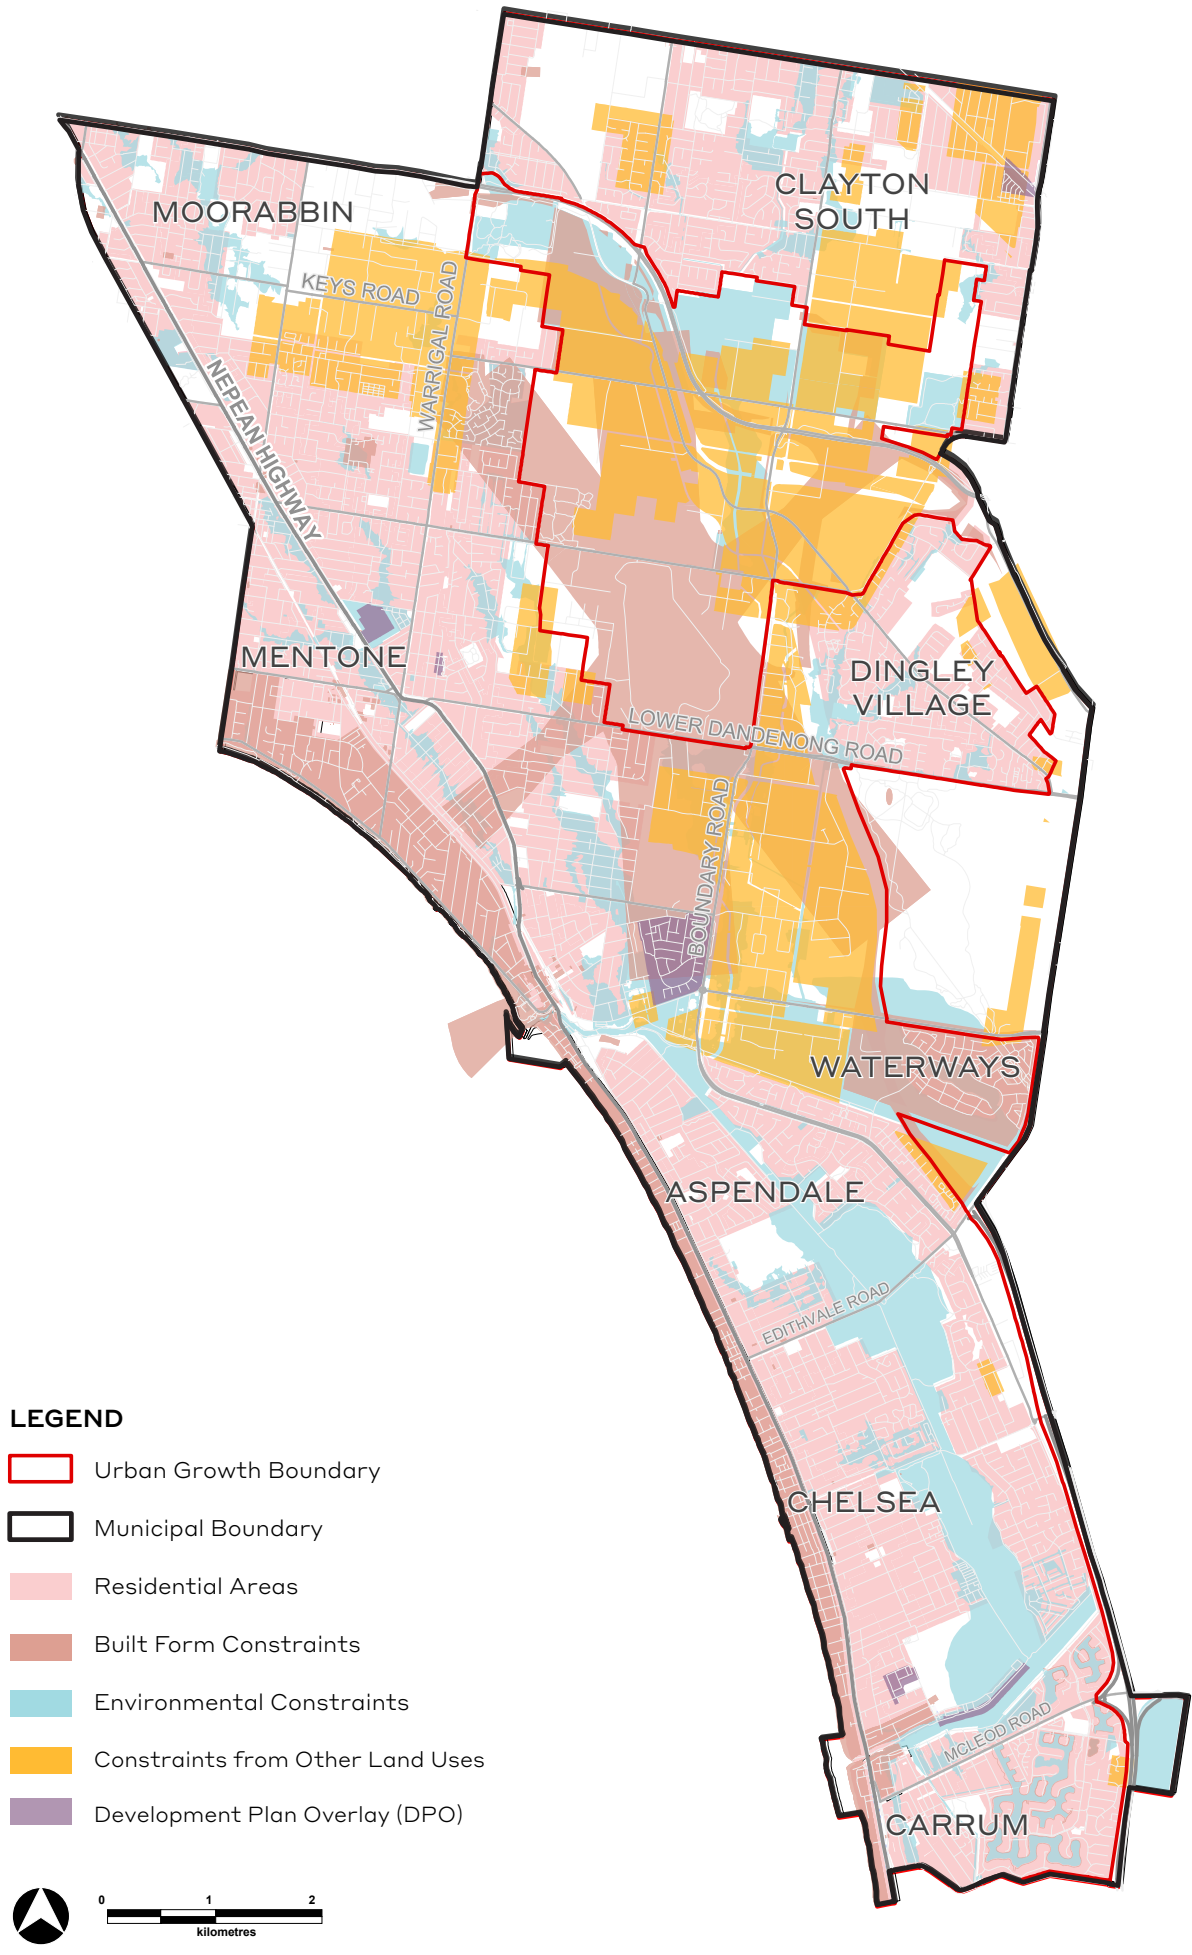 CLAYTON
SOUTH
MOORABBIN
KEYS ROAD
WARRIGAL ROAD
NEPEAN HIGHWAY
MENTONE
DINGLEY
VILLAGE
LOWER DANDENONG ROAD
BOUNDARY ROAD
WATERWAYS
ASPENDALE
EDITHVALE ROAD
CHELSEA
MCLEOD ROAD
CARRUM
LEGEND
Urban Growth Boundary
Municipal Boundary
Residential Areas
Built Form Constraints
Environmental Constraints
Constraints from Other Land Uses
Development Plan Overlay (DPO)
0 1 2
kilometres